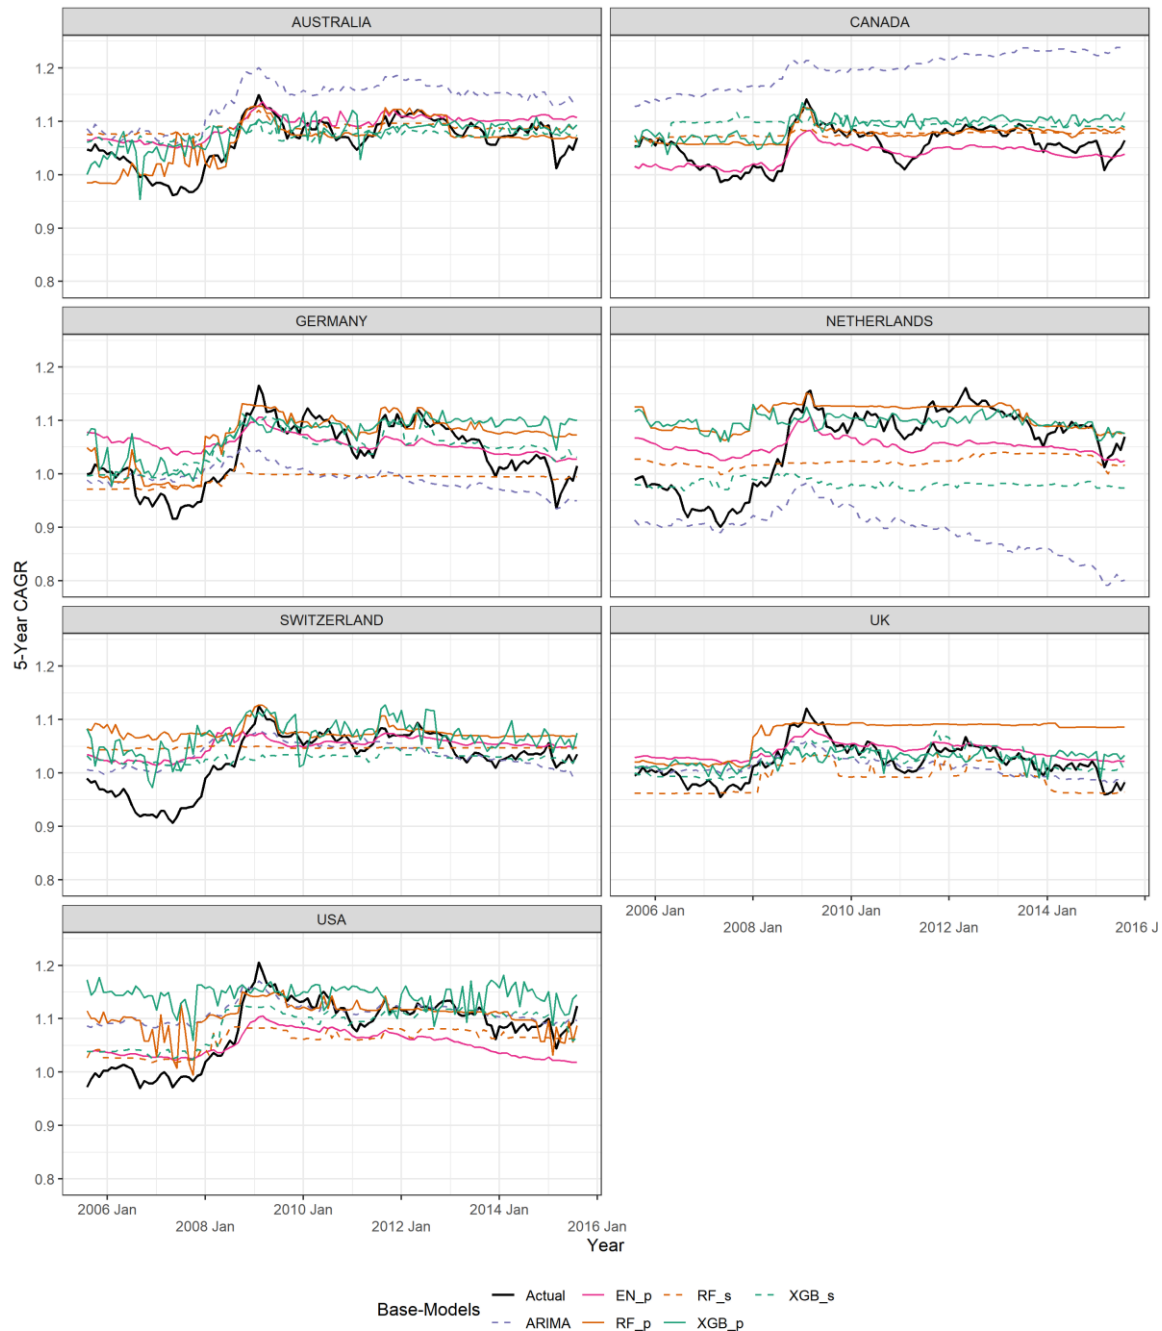 AUSTRALIA
CANADA
1.2
1.1
1.0
0.9
0.8
GERMANY
NETHERLANDS
1.2
1.1
1.0
0.9
0.8
5-Year CAGR
SWITZERLAND
UK
1.2
1.1
1.0
0.9
0.8
2006 Jan
2010 Jan
2014 Jan
2008 Jan
2012 Jan
2016 J
USA
1.2
1.1
1.0
0.9
0.8
2006 Jan
2010 Jan
2014 Jan
2008 Jan
2012 Jan
2016 Jan
Year
Base-Models
Actual
EN_p
RF_s
XGB_s
ARIMA
RF_p
XGB_p